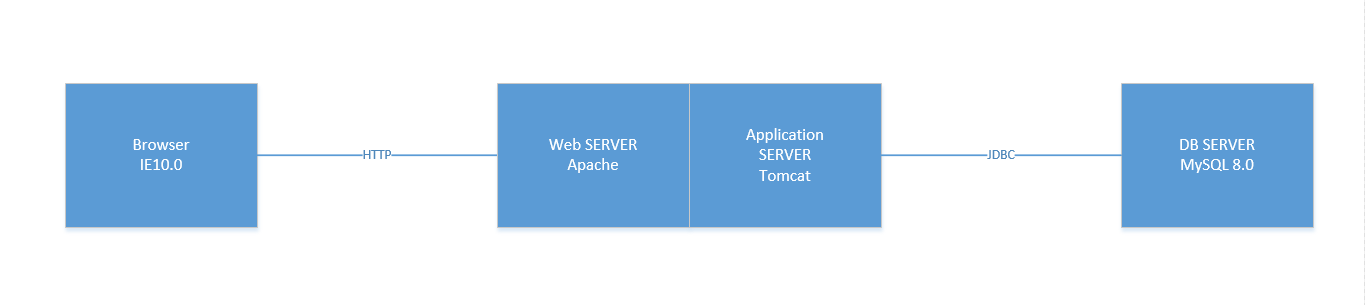 Browser
IE10.0
HTTP
Web SERVER
Apache
Application
SERVER
Tomcat
JDBC
DB SERVER
MySQL 8.0